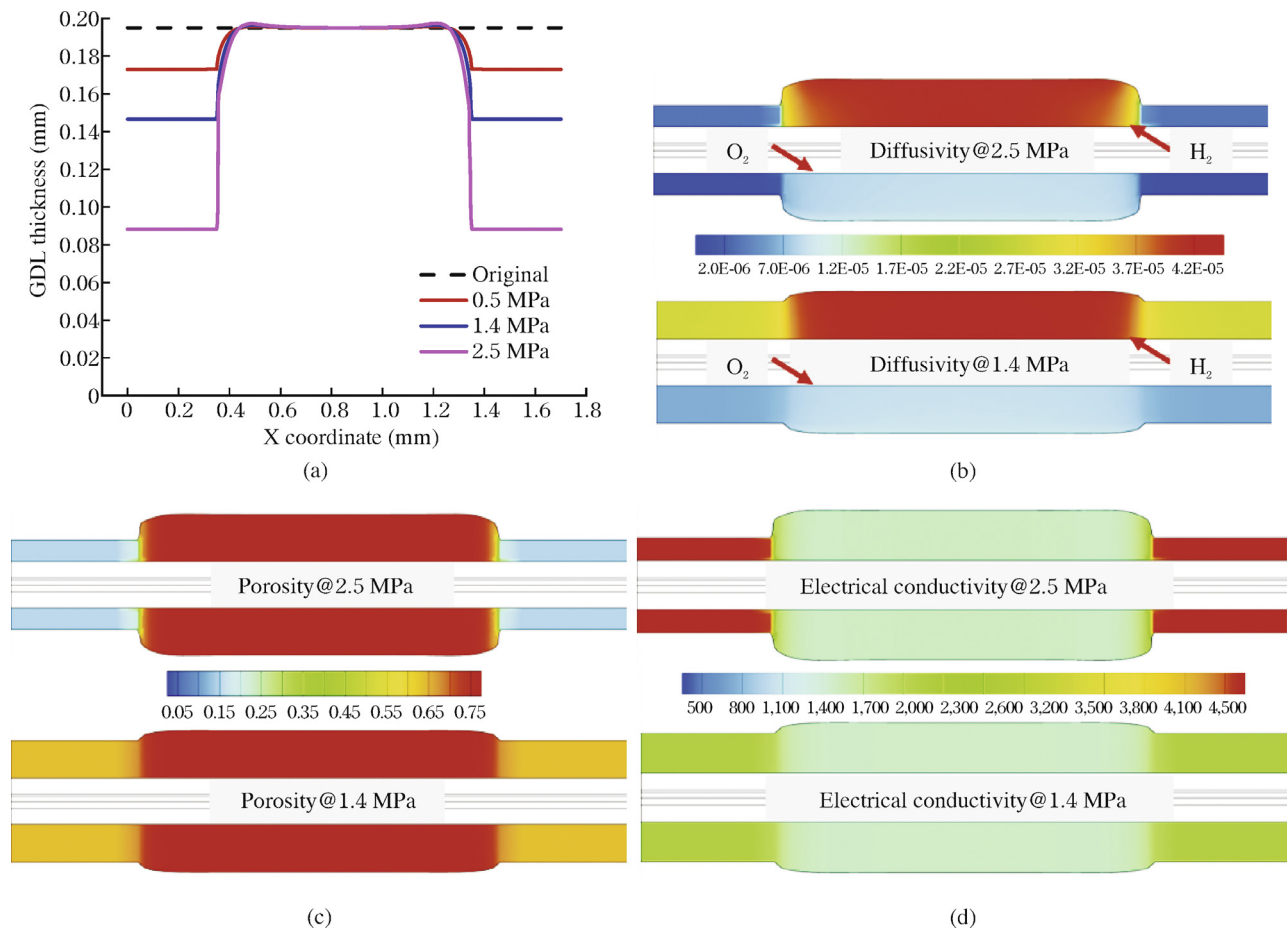 0.20
0.18
0.16
0.14
0.12
0.10
0.08
0.06
0.04
0.02
0
GDL thickness (mm)
Original
0.5 MPa
1.4 MPa
2.5 MPa
0 0.2 0.4 0.6 0.8 1.0 1.2 1.4 1.6 1.8
X coordinate (mm)
(a)
O2 Diffusivity@2.5 MPa H2
2.0E-06 7.0E-06 1.2E-05 1.7E-05 2.2E-05 2.7E-05 3.2E-05 3.7E-05 4.2E-05
O2 Diffusivity@1.4 MPa H2
(b)
Porosity@2.5 MPa
0.05 0.15 0.25 0.35 0.45 0.55 0.65 0.75
Porosity@1.4 MPa
(c)
Electrical conductivity@2.5 MPa
500 800 1,100 1,400 1,700 2,000 2,300 2,600 3,200 3,500 3,800 4,100 4,500
Electrical conductivity@1.4 MPa
(d)